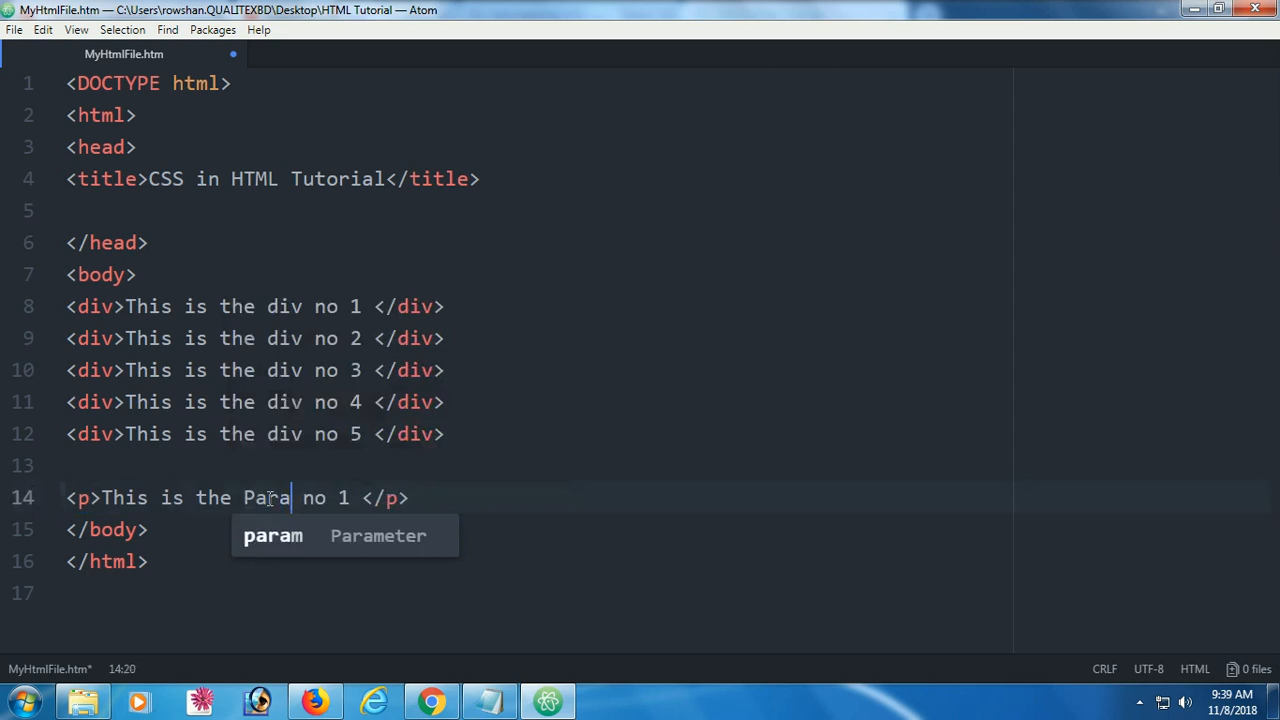 MyHtmlFile.htm — C:\Users\rowshan.QUALITEXBD\Desktop\HTML Tutorial — Atom
File Edit View Selection Find Packages Help
MyHtmlFile.htm
1 <DOCTYPE html>
2 <html>
3 <head>
4 <title>CSS in HTML Tutorial</title>
5
6 </head>
7 <body>
8 <div>This is the div no 1 </div>
9 <div>This is the div no 2 </div>
10 <div>This is the div no 3 </div>
11 <div>This is the div no 4 </div>
12 <div>This is the div no 5 </div>
13
14 <p>This is the Para no 1 </p>
15 </body>
param Parameter
16 </html>
17
MyHtmlFile.htm* 14:20 CRLF UTF-8 HTML 0 files
9:39 AM
11/8/2018